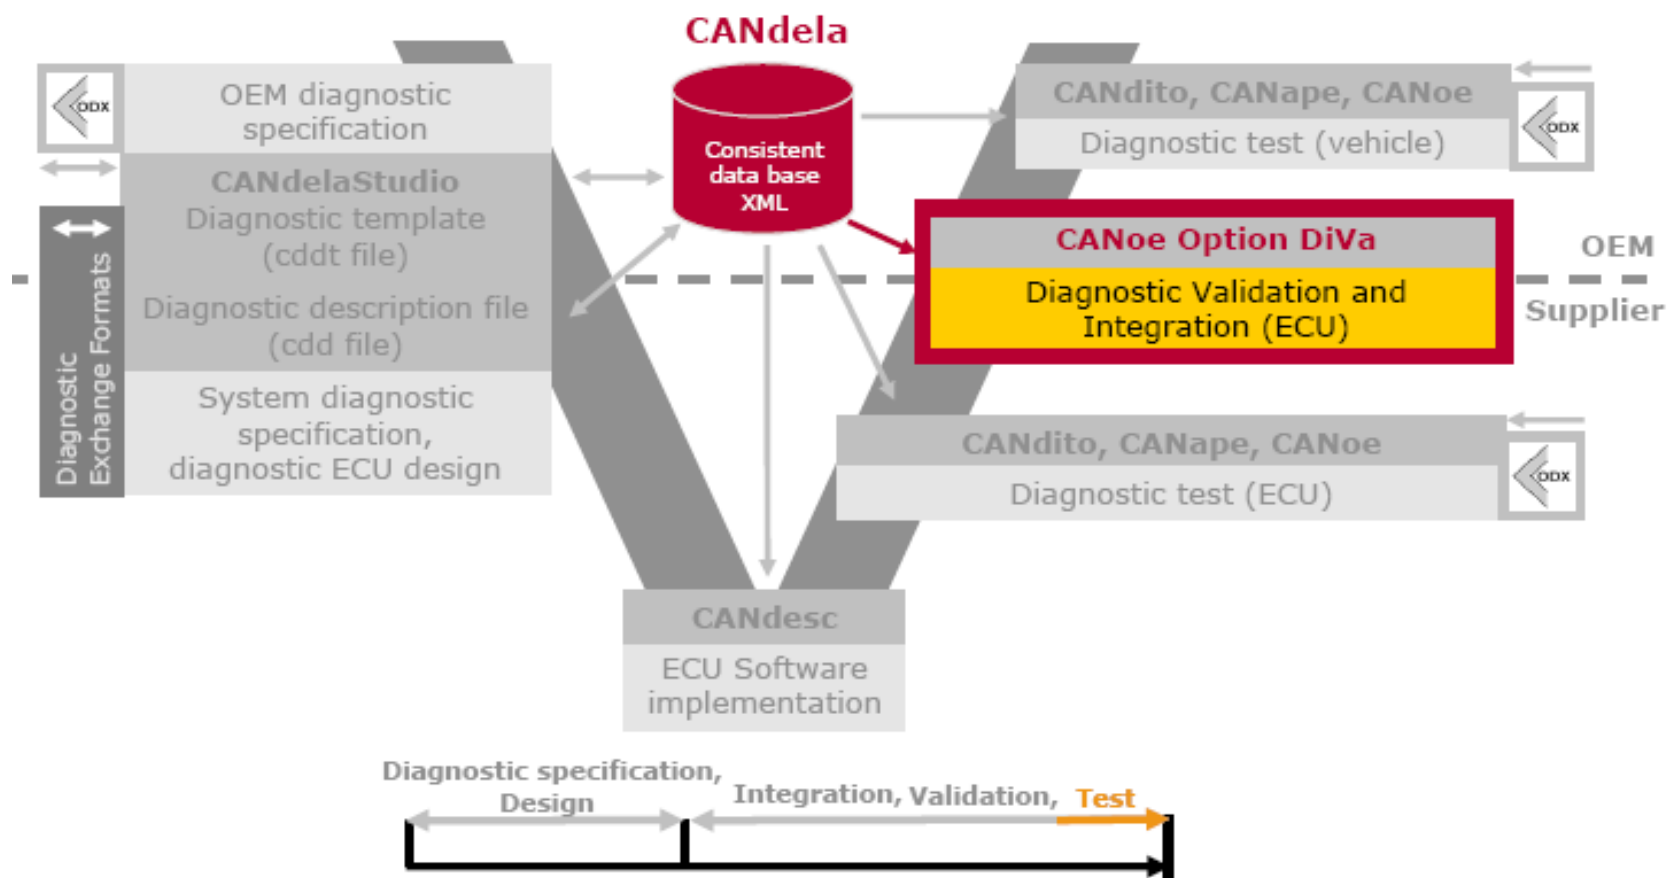 CANdela
ODX
OEM diagnostic
specification
CANdelaStudio
Diagnostic template
(cddt file)
Diagnostic description file
(cdd file)
System diagnostic
specification,
diagnostic ECU design
Diagnostic
Exchange Formats
Consistent
data base
XML
CANdito, CANape, CANoe
Diagnostic test (vehicle)
ODX
CANoe Option DiVa
Diagnostic Validation and
Integration (ECU)
OEM
Supplier
CANdito, CANape, CANoe
Diagnostic test (ECU)
ODX
CANdesc
ECU Software
implementation
Diagnostic specification,
Design
Integration, Validation, Test